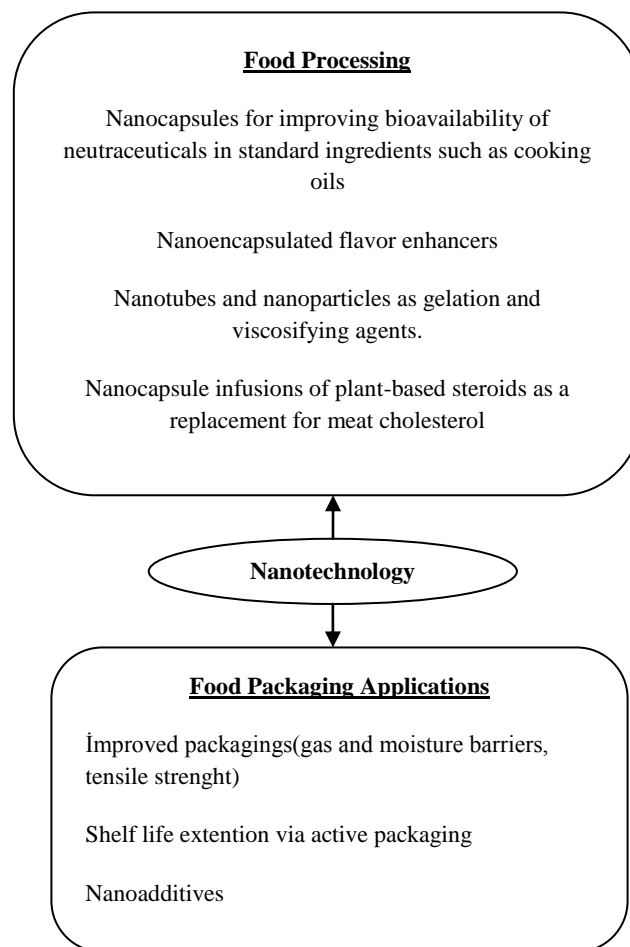 Food Processing
Nanocapsules for improving bioavailability of
neutraceuticals in standard ingredients such as cooking
oils
Nanoencapsulated flavor enhancers
Nanotubes and nanoparticles as gelation and
viscosifying agents.
Nanocapsule infusions of plant-based steroids as a
replacement for meat cholesterol
Nanotechnology
Food Packaging Applications
İmproved packagings(gas and moisture barriers,
tensile strenght)
Shelf life extention via active packaging
Nanoadditives